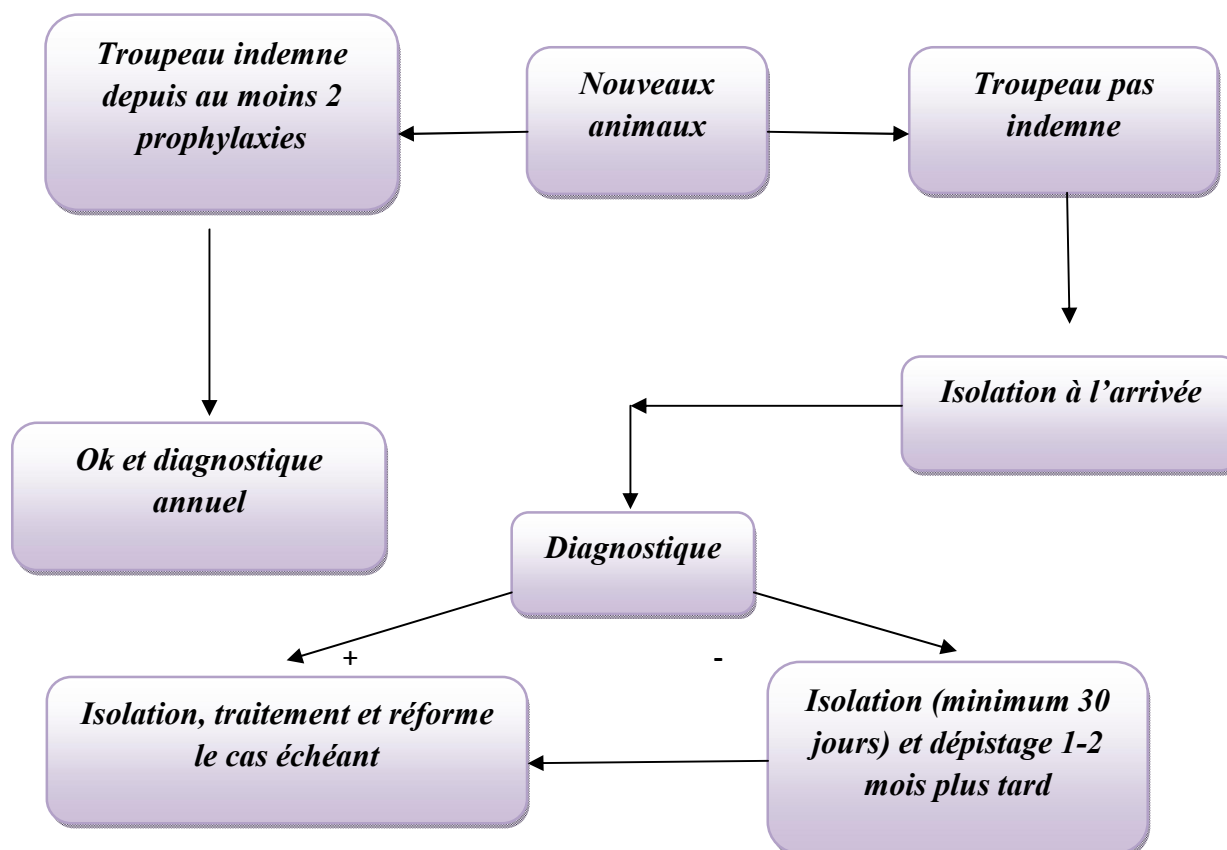 Troupeau indemne
depuis au moins 2
prophylaxies
Nouveaux
animaux
Troupeau pas
indemne
Isolation à l'arrivée
Ok et diagnostique
annuel
Diagnostique
+
-
Isolation, traitement et réforme
le cas échéant
Isolation (minimum 30
jours) et dépistage 1-2
mois plus tard